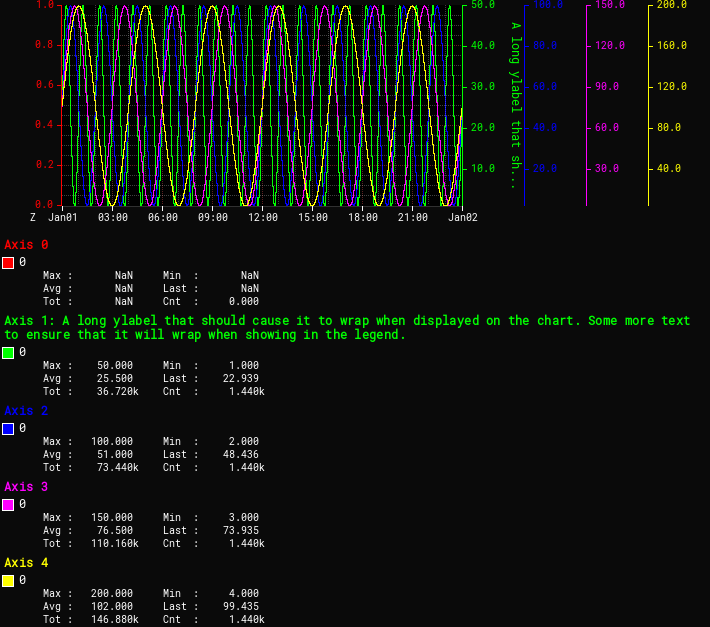 1.0 50.0 100.0 150.0 200.0
0.8 40.0 80.0 120.0 160.0
0.6 30.0 60.0 90.0 120.0
0.4 20.0 40.0 60.0 80.0
0.2 10.0 20.0 30.0 40.0
0.0
A long ylabel that sh...
Z Jan01 03:00 06:00 09:00 12:00 15:00 18:00 21:00 Jan02
Axis 0
0
Max : NaN Min : NaN
Avg : NaN Last : NaN
Tot : NaN Cnt : 0.000
Axis 1: A long ylabel that should cause it to wrap when displayed on the chart. Some more text
to ensure that it will wrap when showing in the legend.
0
Max : 50.000 Min : 1.000
Avg : 25.500 Last : 22.939
Tot : 36.720k Cnt : 1.440k
Axis 2
0
Max : 100.000 Min : 2.000
Avg : 51.000 Last : 48.436
Tot : 73.440k Cnt : 1.440k
Axis 3
0
Max : 150.000 Min : 3.000
Avg : 76.500 Last : 73.935
Tot : 110.160k Cnt : 1.440k
Axis 4
0
Max : 200.000 Min : 4.000
Avg : 102.000 Last : 99.435
Tot : 146.880k Cnt : 1.440k